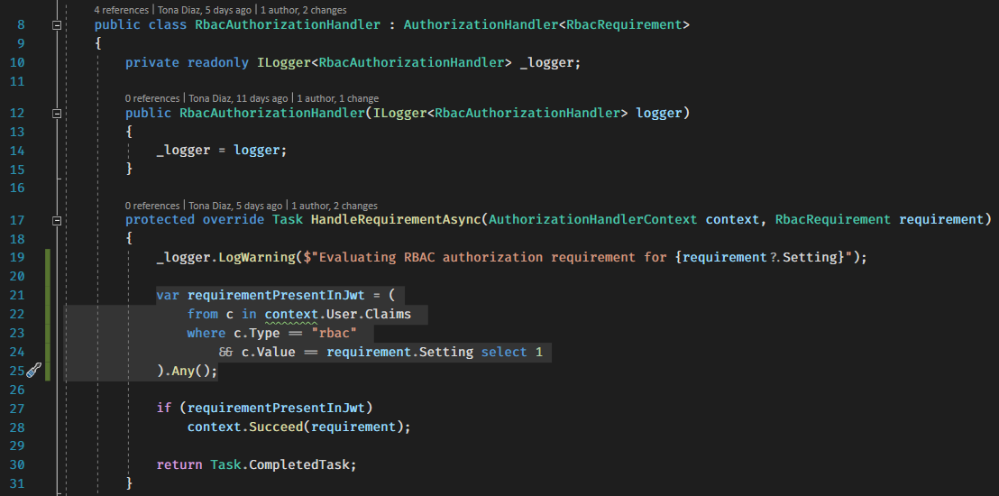 4 references | Tona Diaz, 5 days ago | 1 author, 2 changes
8 public class RbacAuthorizationHandler : AuthorizationHandler<RbacRequirement>
9 {
10 private readonly ILogger<RbacAuthorizationHandler> _logger;
11
0 references | Tona Diaz, 11 days ago | 1 author, 1 change
12 public RbacAuthorizationHandler(ILogger<RbacAuthorizationHandler> logger)
13 {
14 _logger = logger;
15 }
16
0 references | Tona Diaz, 5 days ago | 1 author, 2 changes
17 protected override Task HandleRequirementAsync(AuthorizationHandlerContext context, RbacRequirement requirement)
18 {
19 _logger.LogWarning($"Evaluating RBAC authorization requirement for {requirement?.Setting}");
20
21 var requirementPresentInJwt = (
22 from c in context.User.Claims
23 where c.Type == "rbac"
24 && c.Value == requirement.Setting select 1
25 ).Any();
26
27 if (requirementPresentInJwt)
28 context.Succeed(requirement);
29
30 return Task.CompletedTask;
31 }